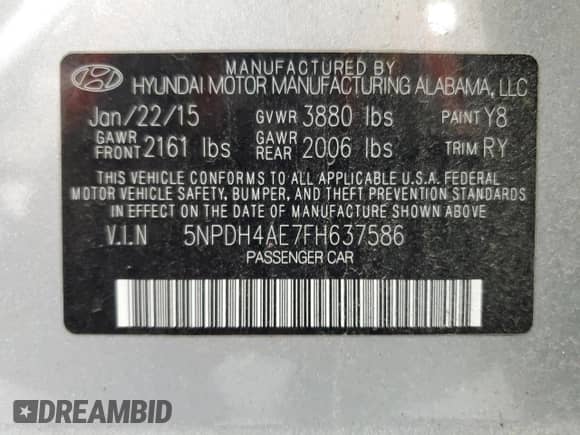 MANUFACTURED BY
HYUNDAI MOTOR MANUFACTURING ALABAMA, LLC
Jan/22/15 GVWR 3880 lbs PAINT Y8
GAWR FRONT 2161 lbs GAWR REAR 2006 lbs TRIM RY
THIS VEHICLE CONFORMS TO ALL APPLICABLE U.S.A. FEDERAL
MOTOR VEHICLE SAFETY, BUMPER, AND THEFT PREVENTION STANDARDS
IN EFFECT ON THE DATE OF MANUFACTURE SHOWN ABOVE.
V.I.N 5NPDH4AE7FH637586
PASSENGER CAR
DREAMBID